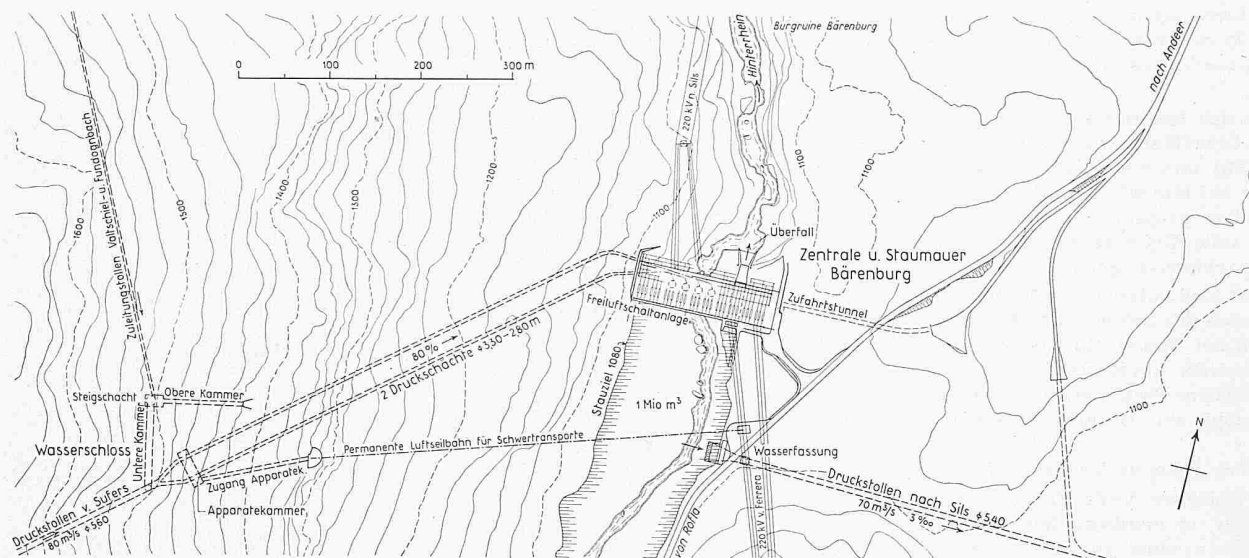 Burgruine Bärenburg
0 100 200 300 m
Hinterrhein
nach Andeer
220 kV n. Sils
Zuleitungsstollen Valtschiel- u. Fundognbach
1600
1500
1400
1300
1200
1100
1100
1100
Überfall
Zentrale u. Staumauer
Bärenburg
Freiluftschaltanlage
Zufahrtstunnel
80%
2 Druckschächte ϕ 3,30-2,80 m
Stauziel 1080
1 Mio m³
Steigschacht
Obere Kammer
Wasserschloss
Untere Kammer
Permanente Luftseilbahn für Schwertransporte
Zugang Apparatek.
Apparatekammer
Druckstollen v. Sufers
80 m³/s ϕ 5,60
Wasserfassung
Druckstollen nach Sils ϕ 5,40
70 m³/s 3‰
von Rofla
220 kV v. Ferrera
1100
N